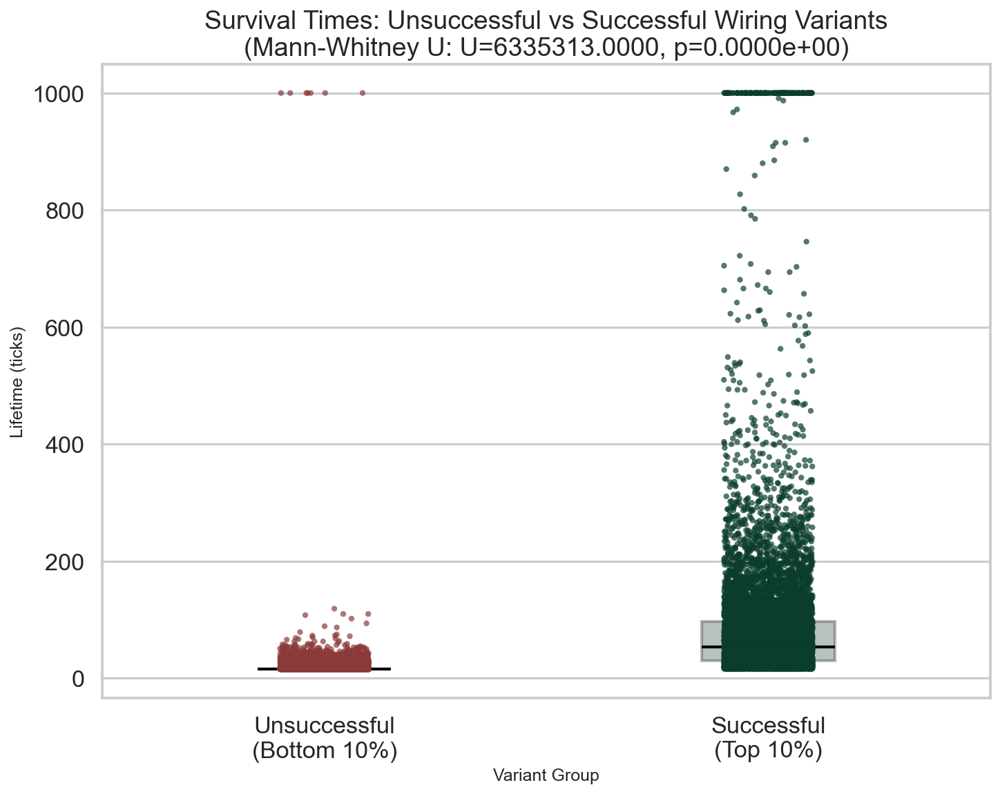 Survival Times: Unsuccessful vs Successful Wiring Variants
(Mann-Whitney U: U=6335313.0000, p=0.0000e+00)
1000
800
600
400
200
0
Lifetime (ticks)
Unsuccessful
(Bottom 10%)
Successful
(Top 10%)
Variant Group